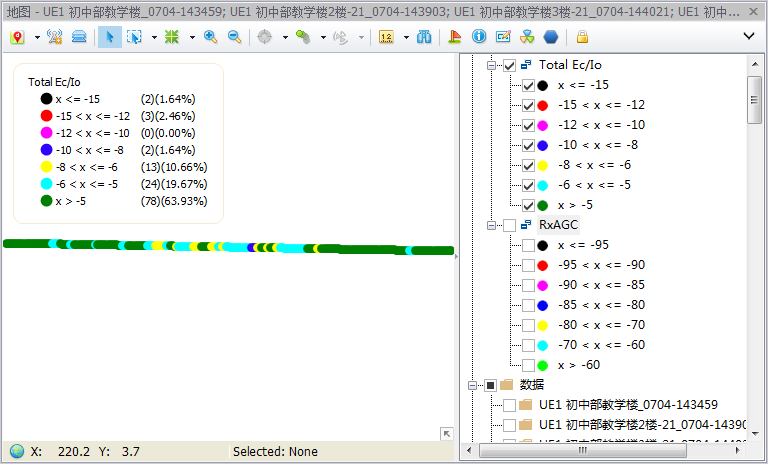 地图 - UE1 初中部教学楼_0704-143459; UE1 初中部教学楼2楼-21_0704-143903; UE1 初中部教学楼3楼-21_0704-144021; UE1 初中...
1.2
Total Ec/Io
x <= -15 (2)(1.64%)
-15 < x <= -12 (3)(2.46%)
-12 < x <= -10 (0)(0.00%)
-10 < x <= -8 (2)(1.64%)
-8 < x <= -6 (13)(10.66%)
-6 < x <= -5 (24)(19.67%)
x > -5 (78)(63.93%)
Total Ec/Io
x <= -15
-15 < x <= -12
-12 < x <= -10
-10 < x <= -8
-8 < x <= -6
-6 < x <= -5
x > -5
RxAGC
x <= -95
-95 < x <= -90
-90 < x <= -85
-85 < x <= -80
-80 < x <= -70
-70 < x <= -60
x > -60
数据
UE1 初中部教学楼_0704-143459
UE1 初中部教学楼2楼-21_0704-14390
X: 220.2 Y: 3.7 Selected: None